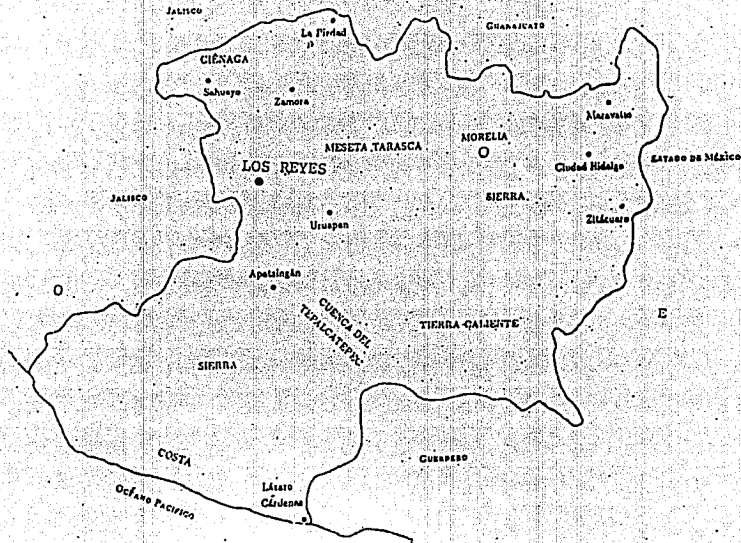 JALISCO
GUANAJUATO
La Piedad
CIÉNAGA
Sahuayo
Zamora
Maravatío
MESETA TARASCA
MORELIA
O
Ciudad Hidalgo
ESTADO DE MÉXICO
LOS REYES
JALISCO
SIERRA
Zitácuaro
Uruapan
Apatzingán
O
CUENCA DEL
TEPALCATEPEC
TIERRA CALIENTE
E
SIERRA
COSTA
GUERRERO
OCÉANO PACÍFICO
Lázaro
Cárdenas